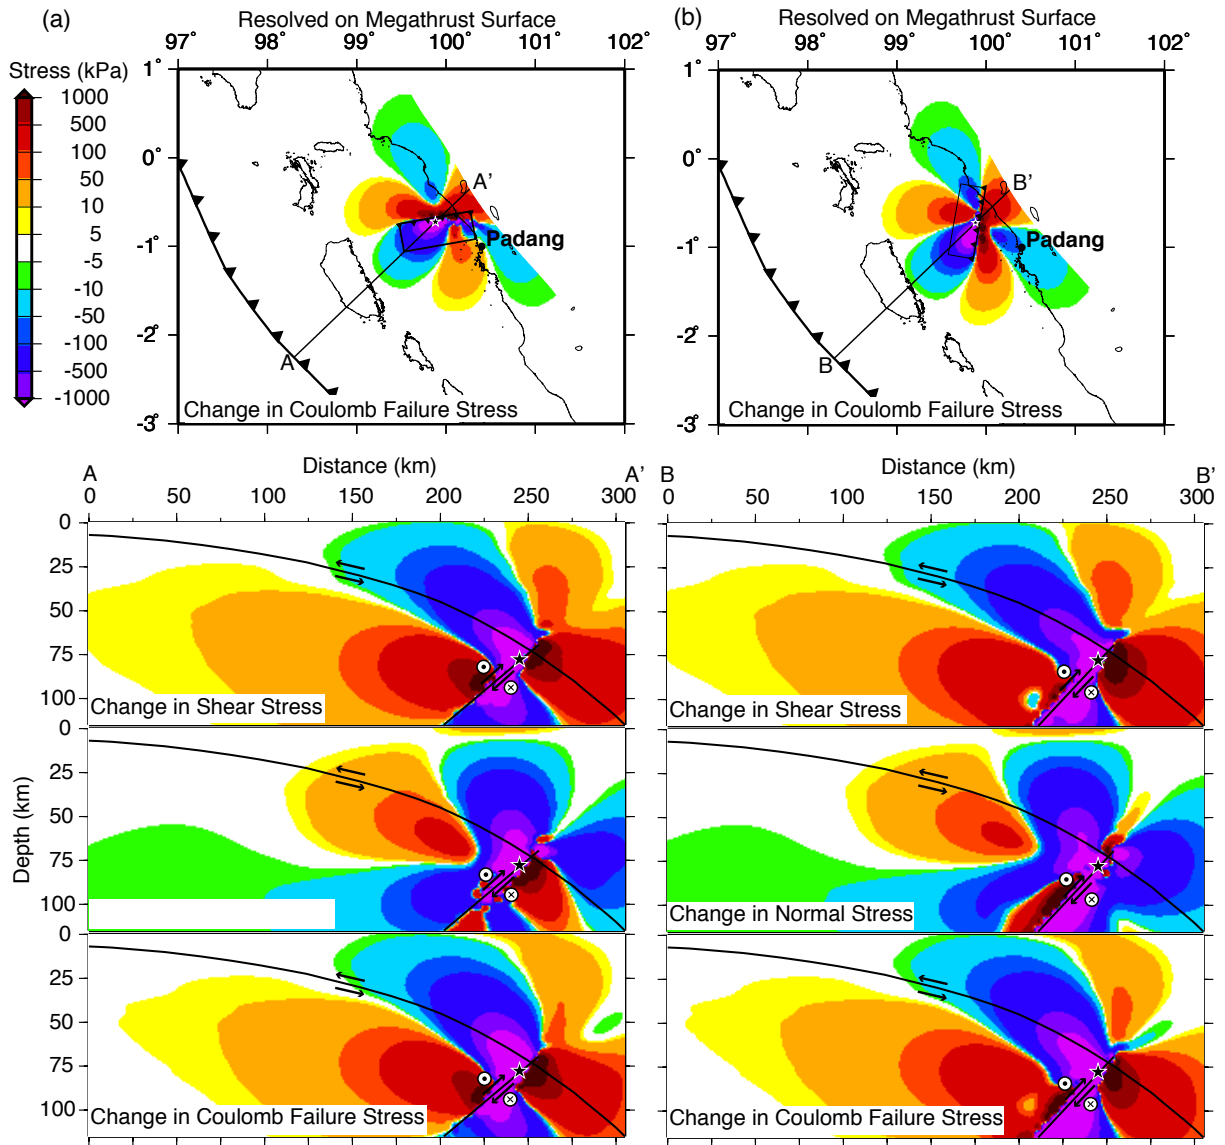 (a)
Resolved on Megathrust Surface
(b)
Resolved on Megathrust Surface
97° 98° 99° 100° 101° 102°
97° 98° 99° 100° 101° 102°
Stress (kPa)
1000
500
100
50
10
5
-5
-10
-50
-100
-500
-1000
1°
0°
-1°
-2°
-3°
A'
Padang
A
Change in Coulomb Failure Stress
1°
0°
-1°
-2°
-3°
B'
Padang
B
Change in Coulomb Failure Stress
A Distance (km) A'
0 50 100 150 200 250 300
B Distance (km) B'
0 50 100 150 200 250 300
Depth (km)
0
25
50
75
100
Change in Shear Stress
0
25
50
75
100
0
25
50
75
100
Change in Coulomb Failure Stress
Change in Shear Stress
Change in Normal Stress
Change in Coulomb Failure Stress